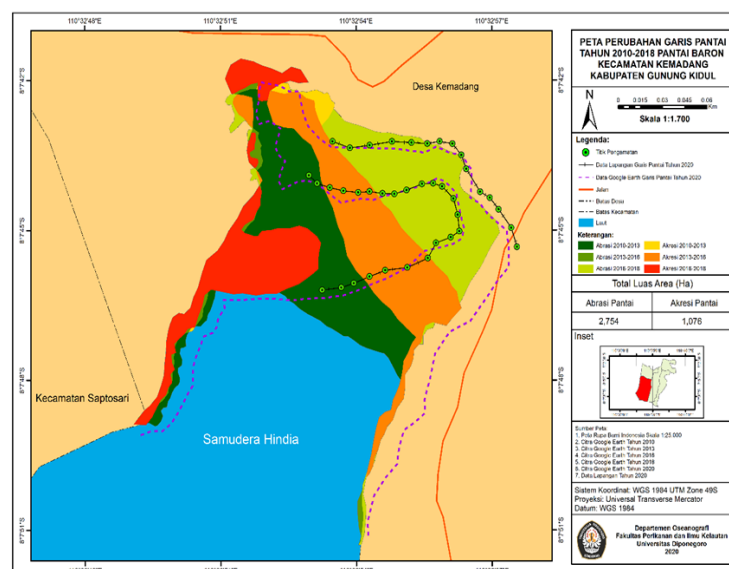 110°32'48"E 110°32'51"E 110°32'54"E 110°32'57"E
8°7'42"S
8°7'45"S
8°7'48"S
8°7'51"S
Desa Kemadang
Kecamatan Saptosari
Samudera Hindia
PETA PERUBAHAN GARIS PANTAI
TAHUN 2010-2018 PANTAI BARON
KECAMATAN KEMADANG
KABUPATEN GUNUNG KIDUL
N
0 0.015 0.03 0.045 0.06
Km
Skala 1:1.700
Legenda:
Titik Pengamatan
Data Lapangan Garis Pantai Tahun 2020
Data Google Earth Garis Pantai Tahun 2020
Jalan
Batas Desa
Batas Kecamatan
Laut
Keterangan:
Abrasi 2010-2013 Abrasi 2010-2013
Abrasi 2013-2016 Abrasi 2013-2016
Abrasi 2016-2018 Abrasi 2016-2018
Total Luas Area (Ha)
Abrasi Pantai Akresi Pantai
2,754 1,076
Inset
Sumber Peta:
1. Peta Rupa Bumi Indonesia Skala 1:25.000
2. Citra Google Earth Tahun 2010
3. Citra Google Earth Tahun 2013
4. Citra Google Earth Tahun 2016
5. Citra Google Earth Tahun 2018
6. Citra Google Earth Tahun 2020
7. Data Lapangan Tahun 2020
Sistem Koordinat: WGS 1984 UTM Zone 49S
Proyeksi: Universal Transverse Mercator
Datum: WGS 1984
Departemen Oseanografi
Fakultas Perikanan dan Ilmu Kelautan
Universitas Diponegoro
2020